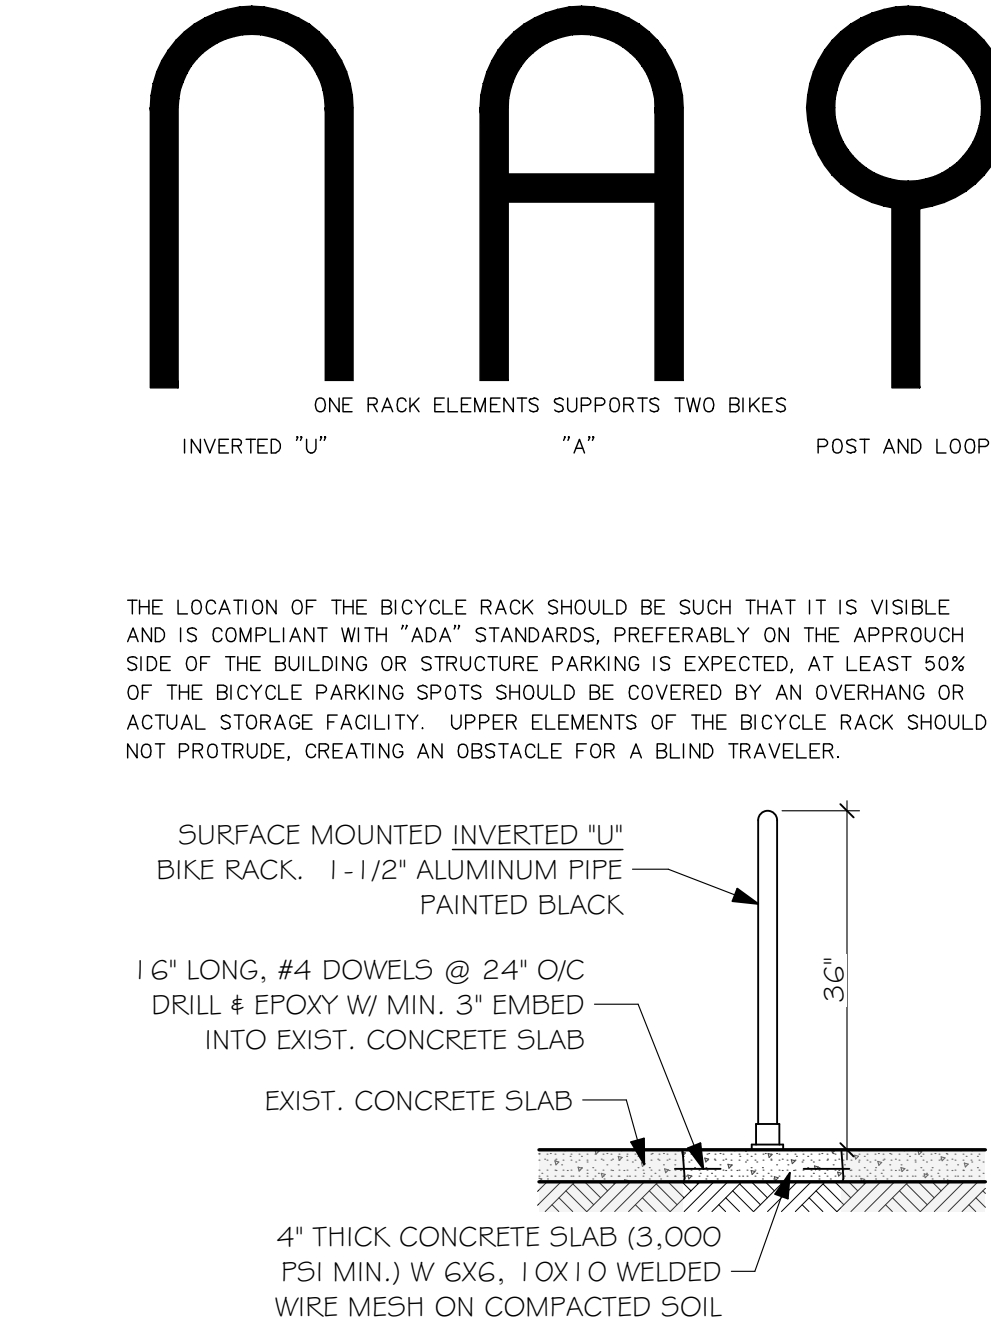 ONE RACK ELEMENTS SUPPORTS TWO BIKES
INVERTED "U"
"A"
POST AND LOOP
THE LOCATION OF THE BICYCLE RACK SHOULD BE SUCH THAT IT IS VISIBLE
AND IS COMPLIANT WITH "ADA" STANDARDS, PREFERABLY ON THE APPROUCH
SIDE OF THE BUILDING OR STRUCTURE PARKING IS EXPECTED, AT LEAST 50%
OF THE BICYCLE PARKING SPOTS SHOULD BE COVERED BY AN OVERHANG OR
ACTUAL STORAGE FACILITY. UPPER ELEMENTS OF THE BICYCLE RACK SHOULD
NOT PROTRUDE, CREATING AN OBSTACLE FOR A BLIND TRAVELER.
SURFACE MOUNTED INVERTED "U"
BIKE RACK. 1-1/2" ALUMINUM PIPE
PAINTED BLACK
36"
16" LONG, #4 DOWELS @ 24" O/C
DRILL & EPOXY W/ MIN. 3" EMBED
INTO EXIST. CONCRETE SLAB
EXIST. CONCRETE SLAB
4" THICK CONCRETE SLAB (3,000
PSI MIN.) W 6X6, 10X10 WELDED
WIRE MESH ON COMPACTED SOIL